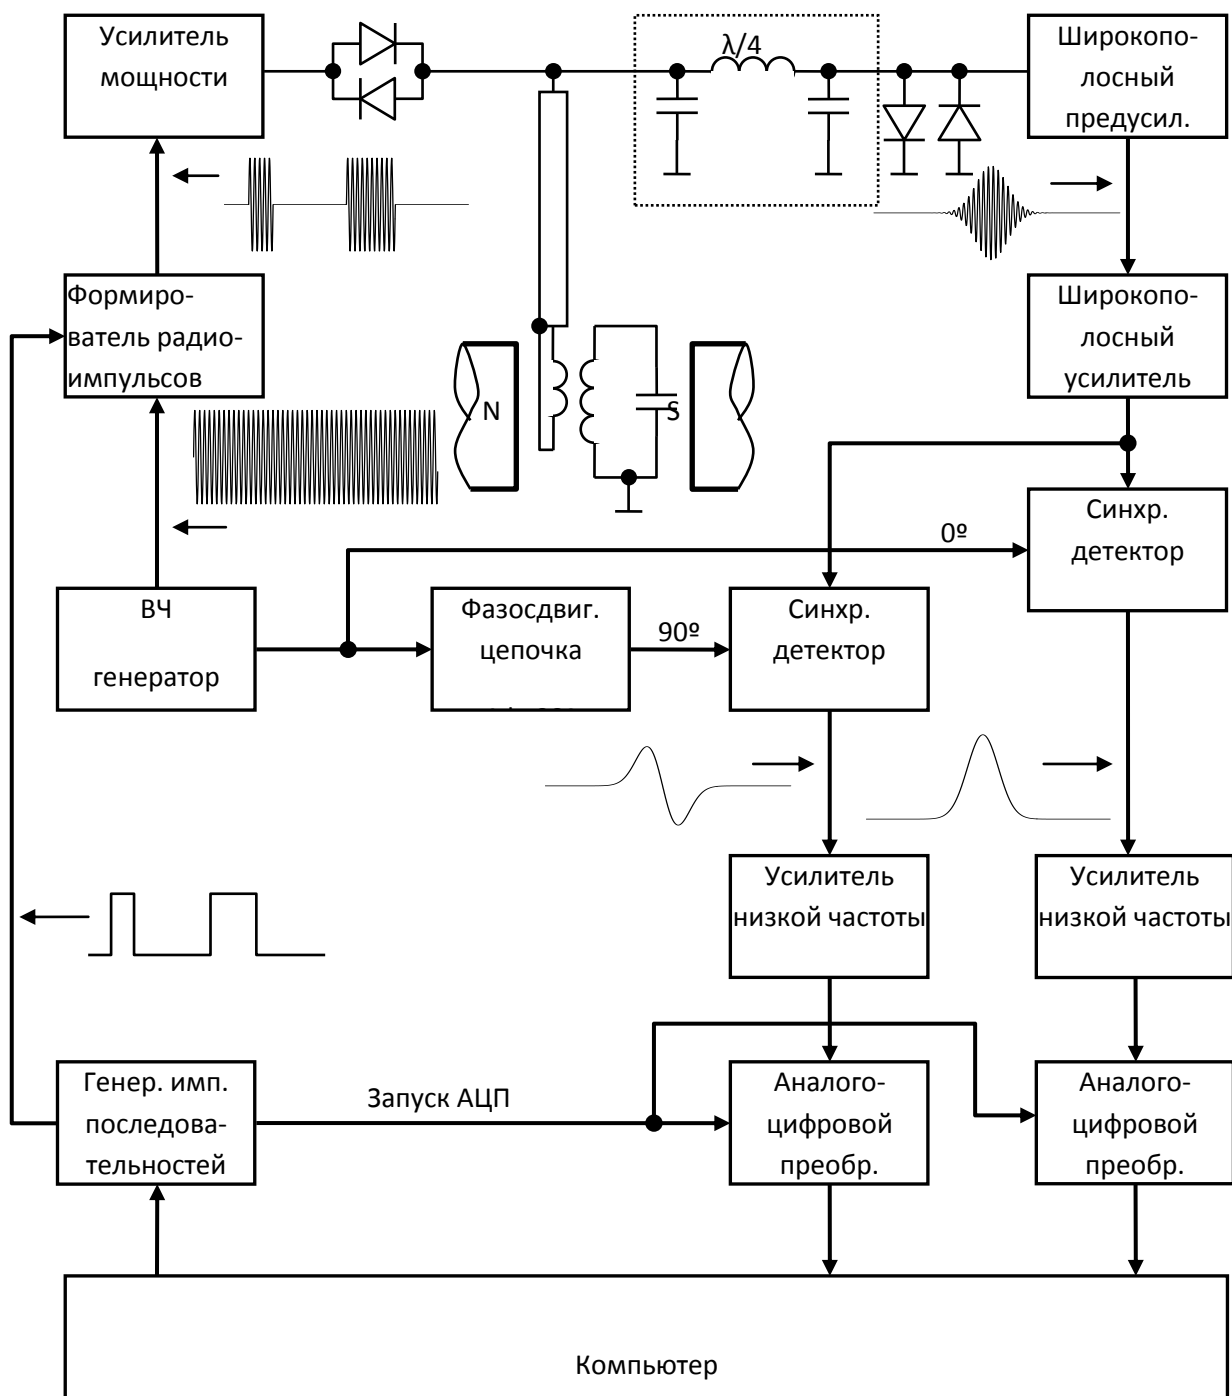 Усилитель
мощности
λ/4
Широкопо-
лосный
предусил.
Формиро-
ватель радио-
импульсов
N
S
Широкопо-
лосный
усилитель
Синхр.
детектор
0º
ВЧ
генератор
Фазосдвиг.
цепочка
90º
Синхр.
детектор
Усилитель
низкой частоты
Усилитель
низкой частоты
Генер. имп.
последова-
тельностей
Запуск АЦП
Аналого-
цифровой
преобр.
Аналого-
цифровой
преобр.
Компьютер